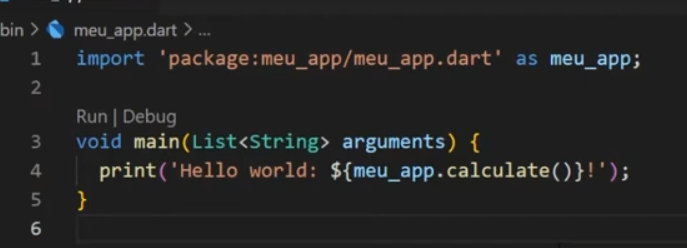 bin > meu_app.dart > ...
1 import 'package:meu_app/meu_app.dart' as meu_app;
2
Run | Debug
3 void main(List<String> arguments) {
4 print('Hello world: ${meu_app.calculate()}!');
5 }
6